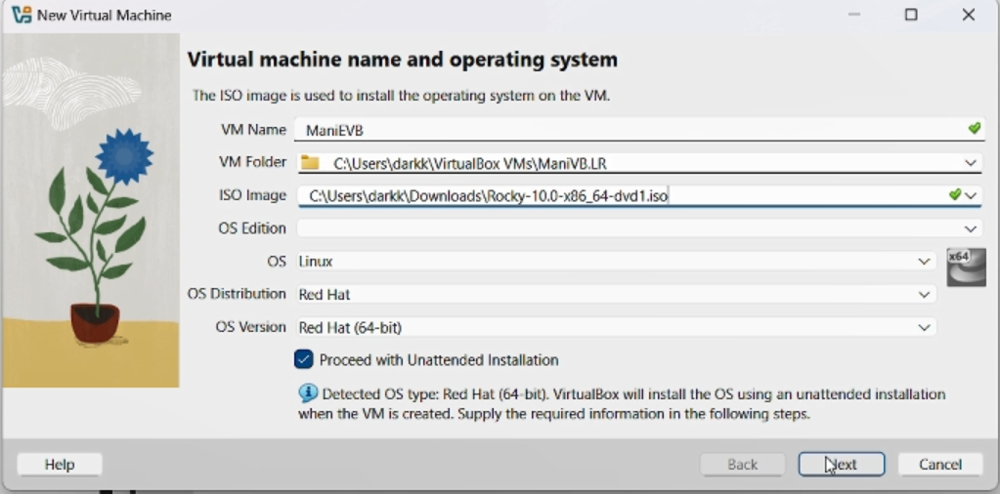 New Virtual Machine
Virtual machine name and operating system
The ISO image is used to install the operating system on the VM.
VM Name ManiEVB
VM Folder C:\Users\darkk\VirtualBox VMs\ManiVB.LR
ISO Image C:\Users\darkk\Downloads\Rocky-10.0-x86_64-dvd1.iso
OS Edition
OS Linux x64
OS Distribution Red Hat
OS Version Red Hat (64-bit)
Proceed with Unattended Installation
Detected OS type: Red Hat (64-bit). VirtualBox will install the OS using an unattended installation
when the VM is created. Supply the required information in the following steps.
Help Back Next Cancel